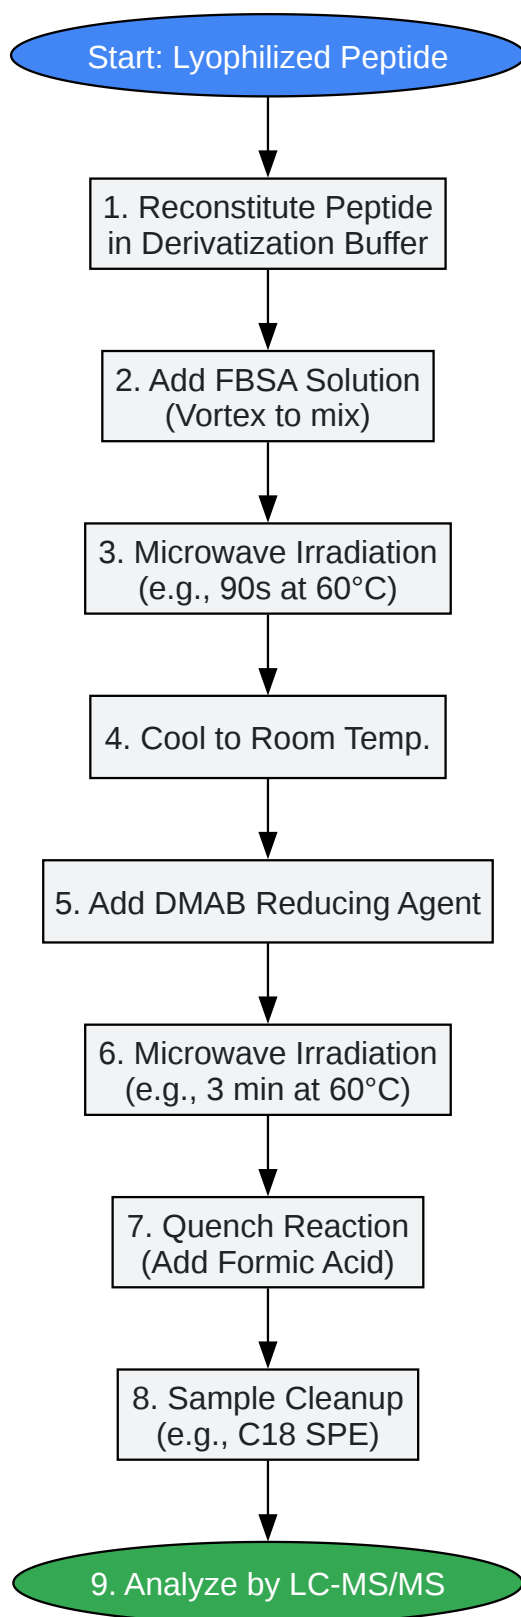 Start: Lyophilized Peptide
1. Reconstitute Peptide
in Derivatization Buffer
2. Add FBSA Solution
(Vortex to mix)
3. Microwave Irradiation
(e.g., 90s at 60°C)
4. Cool to Room Temp.
5. Add DMAB Reducing Agent
6. Microwave Irradiation
(e.g., 3 min at 60°C)
7. Quench Reaction
(Add Formic Acid)
8. Sample Cleanup
(e.g., C18 SPE)
9. Analyze by LC-MS/MS